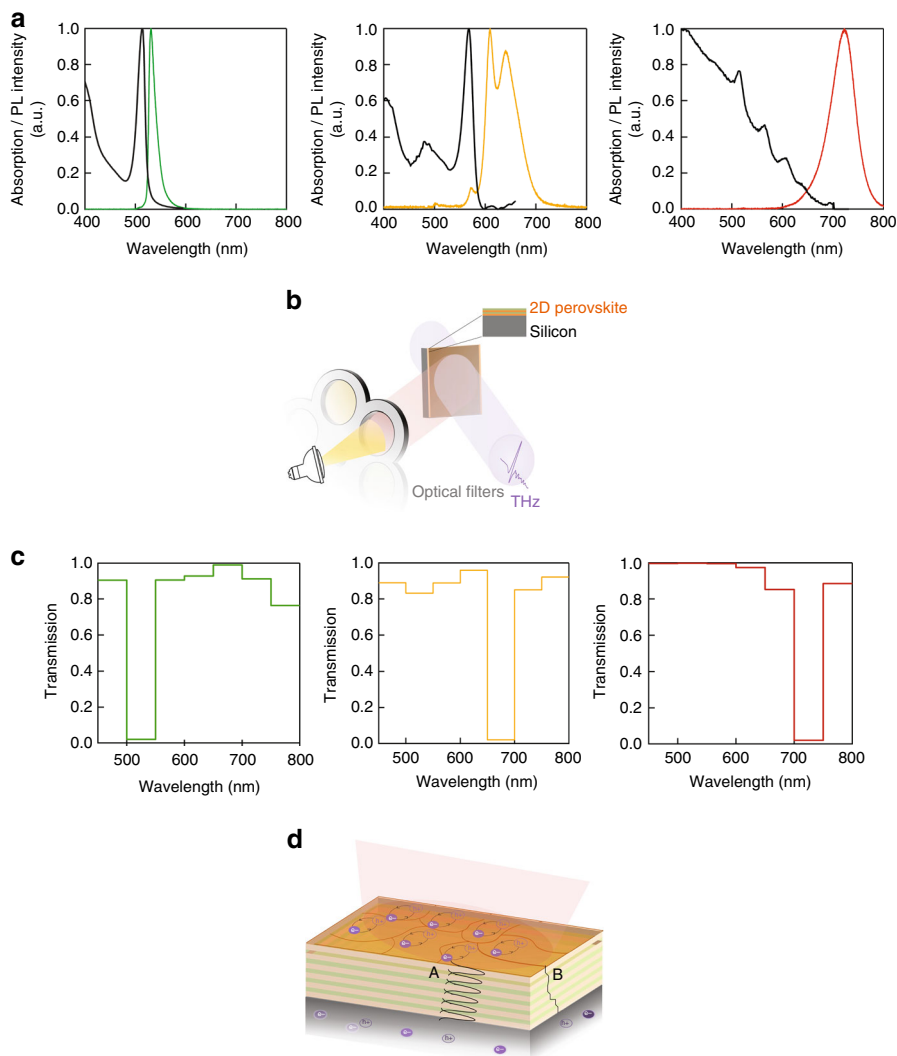 a
Absorption / PL intensity
(a.u.)
1.0
0.8
0.6
0.4
0.2
0.0
400 500 600 700 800
Wavelength (nm)
Absorption / PL intensity
(a.u.)
1.0
0.8
0.6
0.4
0.2
0.0
400 500 600 700 800
Wavelength (nm)
Absorption / PL intensity
(a.u.)
1.0
0.8
0.6
0.4
0.2
0.0
400 500 600 700 800
Wavelength (nm)
b
2D perovskite
Silicon
Optical filters
THz
c
Transmission
1.0
0.8
0.6
0.4
0.2
0.0
500 600 700 800
Wavelength (nm)
Transmission
1.0
0.8
0.6
0.4
0.2
0.0
500 600 700 800
Wavelength (nm)
Transmission
1.0
0.8
0.6
0.4
0.2
0.0
500 600 700 800
Wavelength (nm)
d
A
B
e−
h+
e−
h+
e−
h+
e−